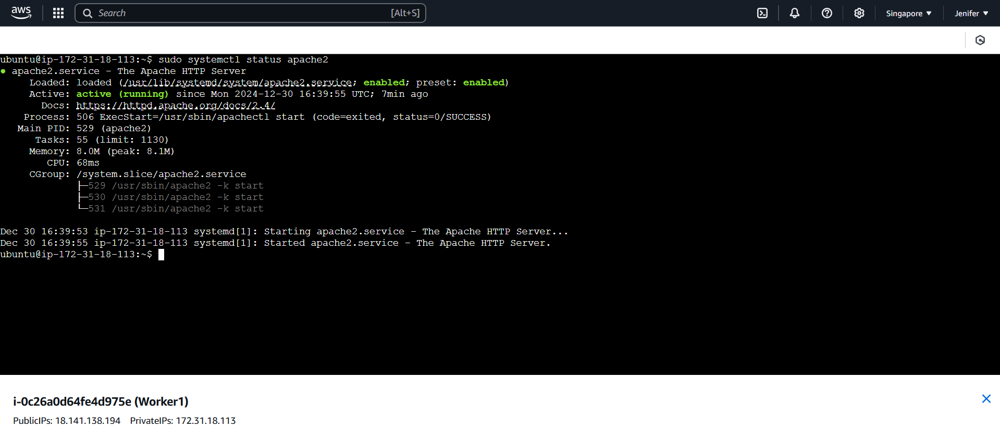 aws Search [Alt+S] Singapore Jenifer
ubuntu@ip-172-31-18-113:~$ sudo systemctl status apache2
● apache2.service - The Apache HTTP Server
Loaded: loaded (/usr/lib/systemd/system/apache2.service; enabled; preset: enabled)
Active: active (running) since Mon 2024-12-30 16:39:55 UTC; 7min ago
Docs: https://httpd.apache.org/docs/2.4/
Process: 506 ExecStart=/usr/sbin/apachectl start (code=exited, status=0/SUCCESS)
Main PID: 529 (apache2)
Tasks: 55 (limit: 1130)
Memory: 8.0M (peak: 8.1M)
CPU: 68ms
CGroup: /system.slice/apache2.service
├─529 /usr/sbin/apache2 -k start
├─530 /usr/sbin/apache2 -k start
└─531 /usr/sbin/apache2 -k start
Dec 30 16:39:53 ip-172-31-18-113 systemd[1]: Starting apache2.service - The Apache HTTP Server...
Dec 30 16:39:55 ip-172-31-18-113 systemd[1]: Started apache2.service - The Apache HTTP Server.
ubuntu@ip-172-31-18-113:~$
i-0c26a0d64fe4d975e (Worker1)
PublicIPs: 18.141.138.194 PrivateIPs: 172.31.18.113